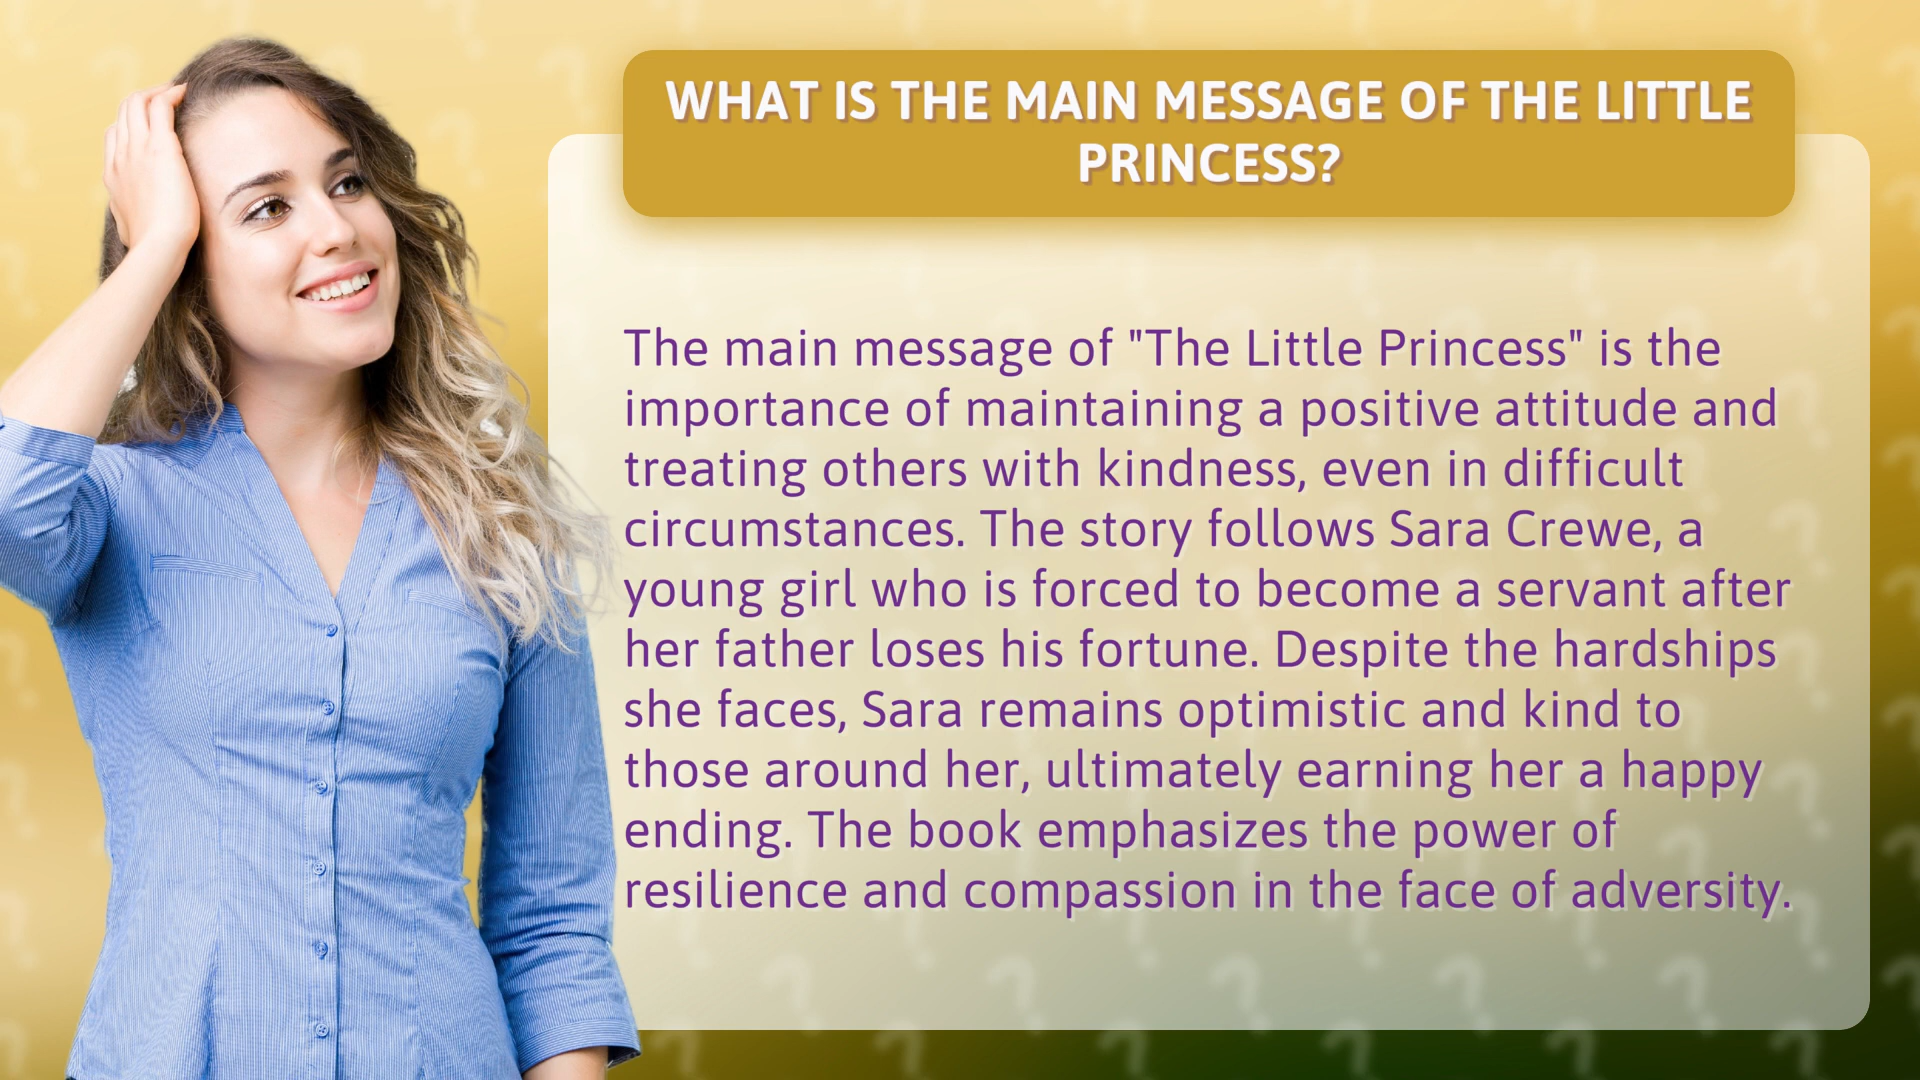 WHAT IS THE MAIN MESSAGE OF THE LITTLE
PRINCESS?
The main message of "The Little Princess" is the
importance of maintaining a positive attitude and
treating others with kindness, even in difficult
circumstances. The story follows Sara Crewe, a
young girl who is forced to become a servant after
her father loses his fortune. Despite the hardships
she faces, Sara remains optimistic and kind to
those around her, ultimately earning her a happy
ending. The book emphasizes the power of
resilience and compassion in the face of adversity.